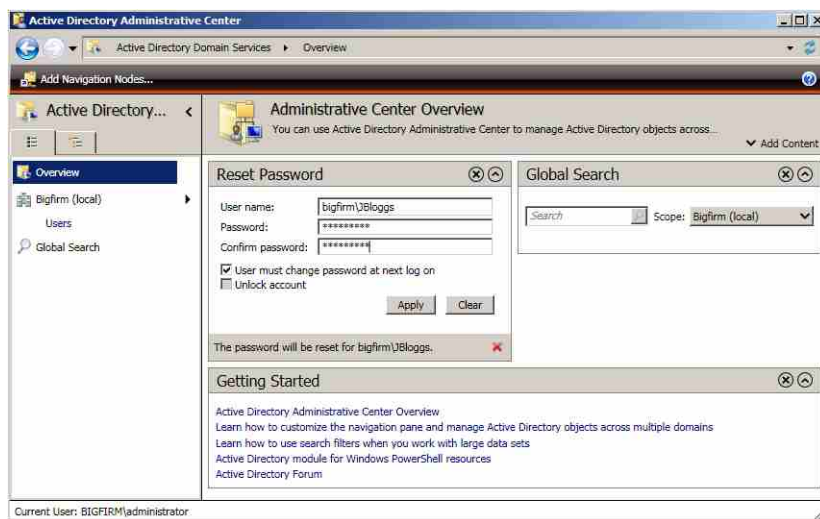 Active Directory Administrative Center
Active Directory Domain Services Overview
Add Navigation Nodes...
Active Directory...
Administrative Center Overview
You can use Active Directory Administrative Center to manage Active Directory objects across...
Add Content
Overview
Bigfirm (local)
Users
Global Search
Reset Password
User name: bigfirm\JBloggs
Password: *********
Confirm password: *********
User must change password at next log on
Unlock account
Apply Clear
The password will be reset for bigfirm\JBloggs.
Global Search
Search Scope: Bigfirm (local)
Getting Started
Active Directory Administrative Center Overview
Learn how to customize the navigation pane and manage Active Directory objects across multiple domains
Learn how to use search filters when you work with large data sets
Active Directory module for Windows PowerShell resources
Active Directory Forum
Current User: BIGFIRM\administrator